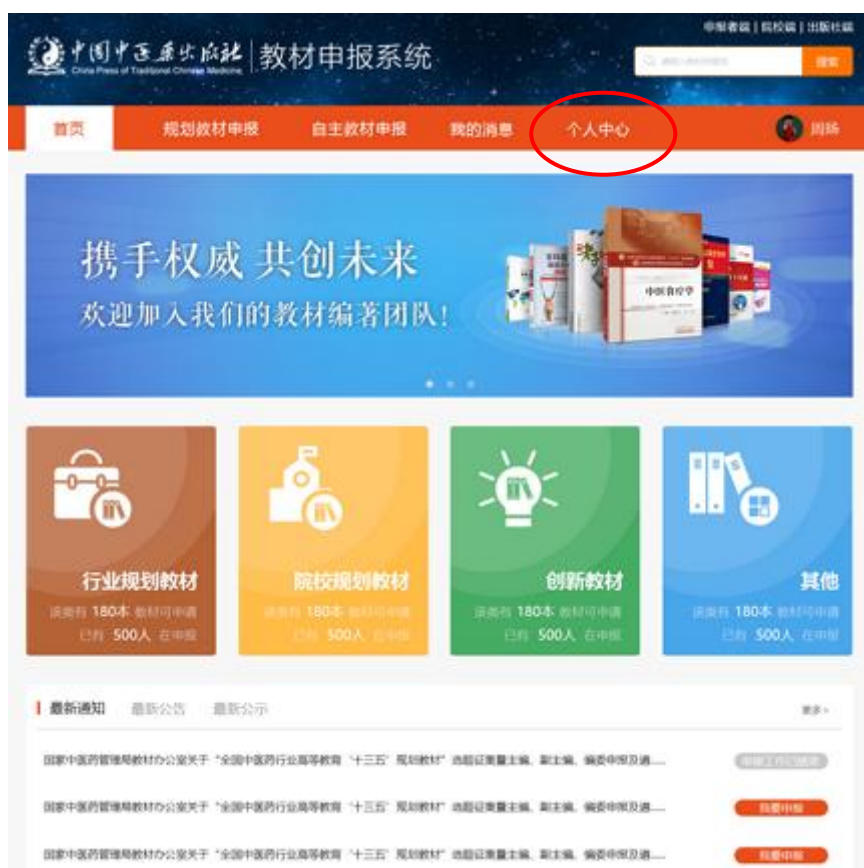 申报者端 | 院校端 | 出版社端
中国中医药出版社 教材申报系统
China Press of Traditional Chinese Medicine
搜索
首页 规划教材申报 自主教材申报 我的消息 个人中心 周扬
携手权威 共创未来
欢迎加入我们的教材编著团队!
中医食疗学
行业规划教材
该类有 180本 教材可申请
已有 500人 在申报
院校规划教材
该类有 180本 教材可申请
已有 500人 在申报
创新教材
该类有 180本 教材可申请
已有 500人 在申报
其他
该类有 180本 教材可申请
已有 500人 在申报
最新通知 最新公告 最新公示 更多>
国家中医药管理局教材办公室关于“全国中医药行业高等教育‘十三五’规划教材”选题征集暨主编、副主编、编委申报及遴......
国家中医药管理局教材办公室关于“全国中医药行业高等教育‘十三五’规划教材”选题征集暨主编、副主编、编委申报及遴...... 我要申报
国家中医药管理局教材办公室关于“全国中医药行业高等教育‘十三五’规划教材”选题征集暨主编、副主编、编委申报及遴...... 我要申报